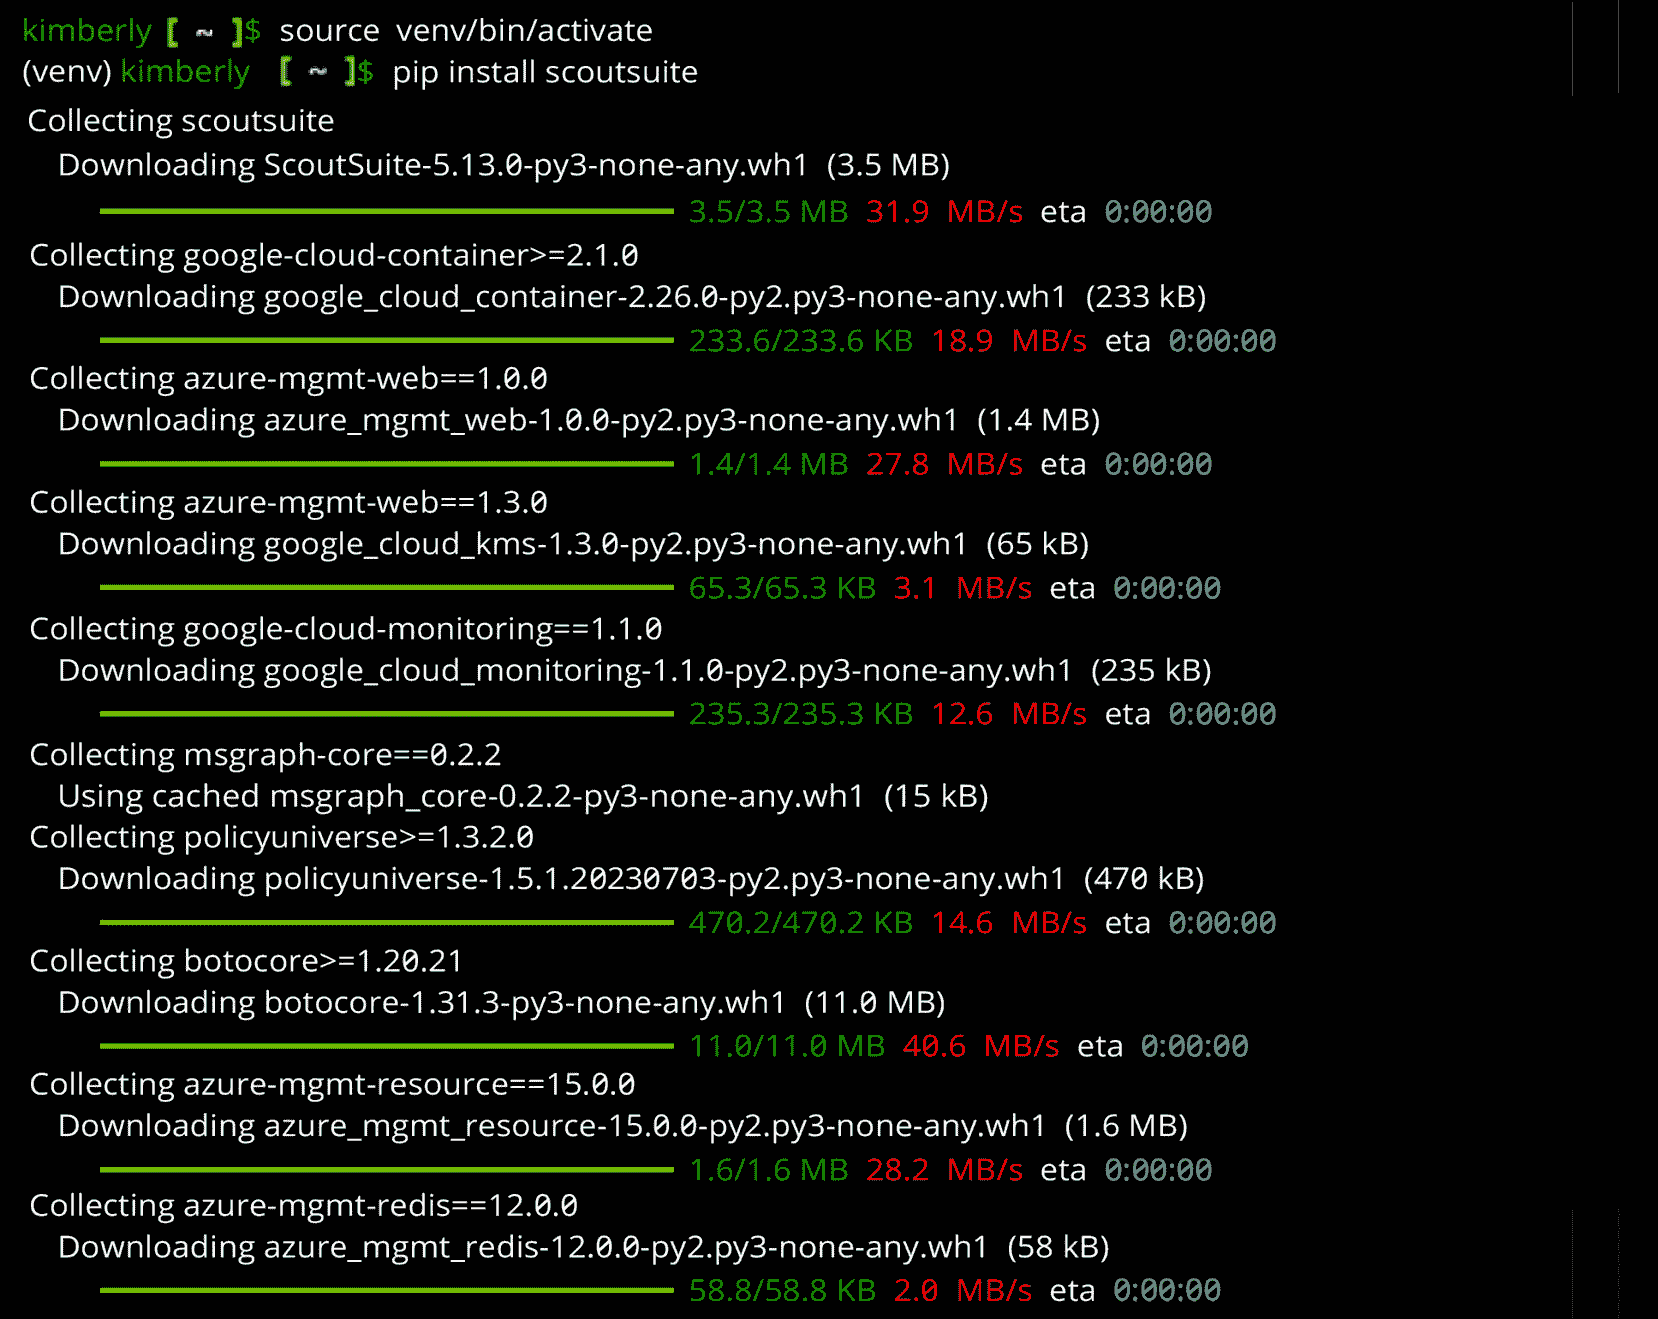 kimberly [ ~ ]$ source venv/bin/activate
(venv) kimberly [ ~ ]$ pip install scoutsuite
Collecting scoutsuite
Downloading ScoutSuite-5.13.0-py3-none-any.wh1 (3.5 MB)
3.5/3.5 MB 31.9 MB/s eta 0:00:00
Collecting google-cloud-container>=2.1.0
Downloading google_cloud_container-2.26.0-py2.py3-none-any.wh1 (233 kB)
233.6/233.6 KB 18.9 MB/s eta 0:00:00
Collecting azure-mgmt-web==1.0.0
Downloading azure_mgmt_web-1.0.0-py2.py3-none-any.wh1 (1.4 MB)
1.4/1.4 MB 27.8 MB/s eta 0:00:00
Collecting azure-mgmt-web==1.3.0
Downloading google_cloud_kms-1.3.0-py2.py3-none-any.wh1 (65 kB)
65.3/65.3 KB 3.1 MB/s eta 0:00:00
Collecting google-cloud-monitoring==1.1.0
Downloading google_cloud_monitoring-1.1.0-py2.py3-none-any.wh1 (235 kB)
235.3/235.3 KB 12.6 MB/s eta 0:00:00
Collecting msgraph-core==0.2.2
Using cached msgraph_core-0.2.2-py3-none-any.wh1 (15 kB)
Collecting policyuniverse>=1.3.2.0
Downloading policyuniverse-1.5.1.20230703-py2.py3-none-any.wh1 (470 kB)
470.2/470.2 KB 14.6 MB/s eta 0:00:00
Collecting botocore>=1.20.21
Downloading botocore-1.31.3-py3-none-any.wh1 (11.0 MB)
11.0/11.0 MB 40.6 MB/s eta 0:00:00
Collecting azure-mgmt-resource==15.0.0
Downloading azure_mgmt_resource-15.0.0-py2.py3-none-any.wh1 (1.6 MB)
1.6/1.6 MB 28.2 MB/s eta 0:00:00
Collecting azure-mgmt-redis==12.0.0
Downloading azure_mgmt_redis-12.0.0-py2.py3-none-any.wh1 (58 kB)
58.8/58.8 KB 2.0 MB/s eta 0:00:00